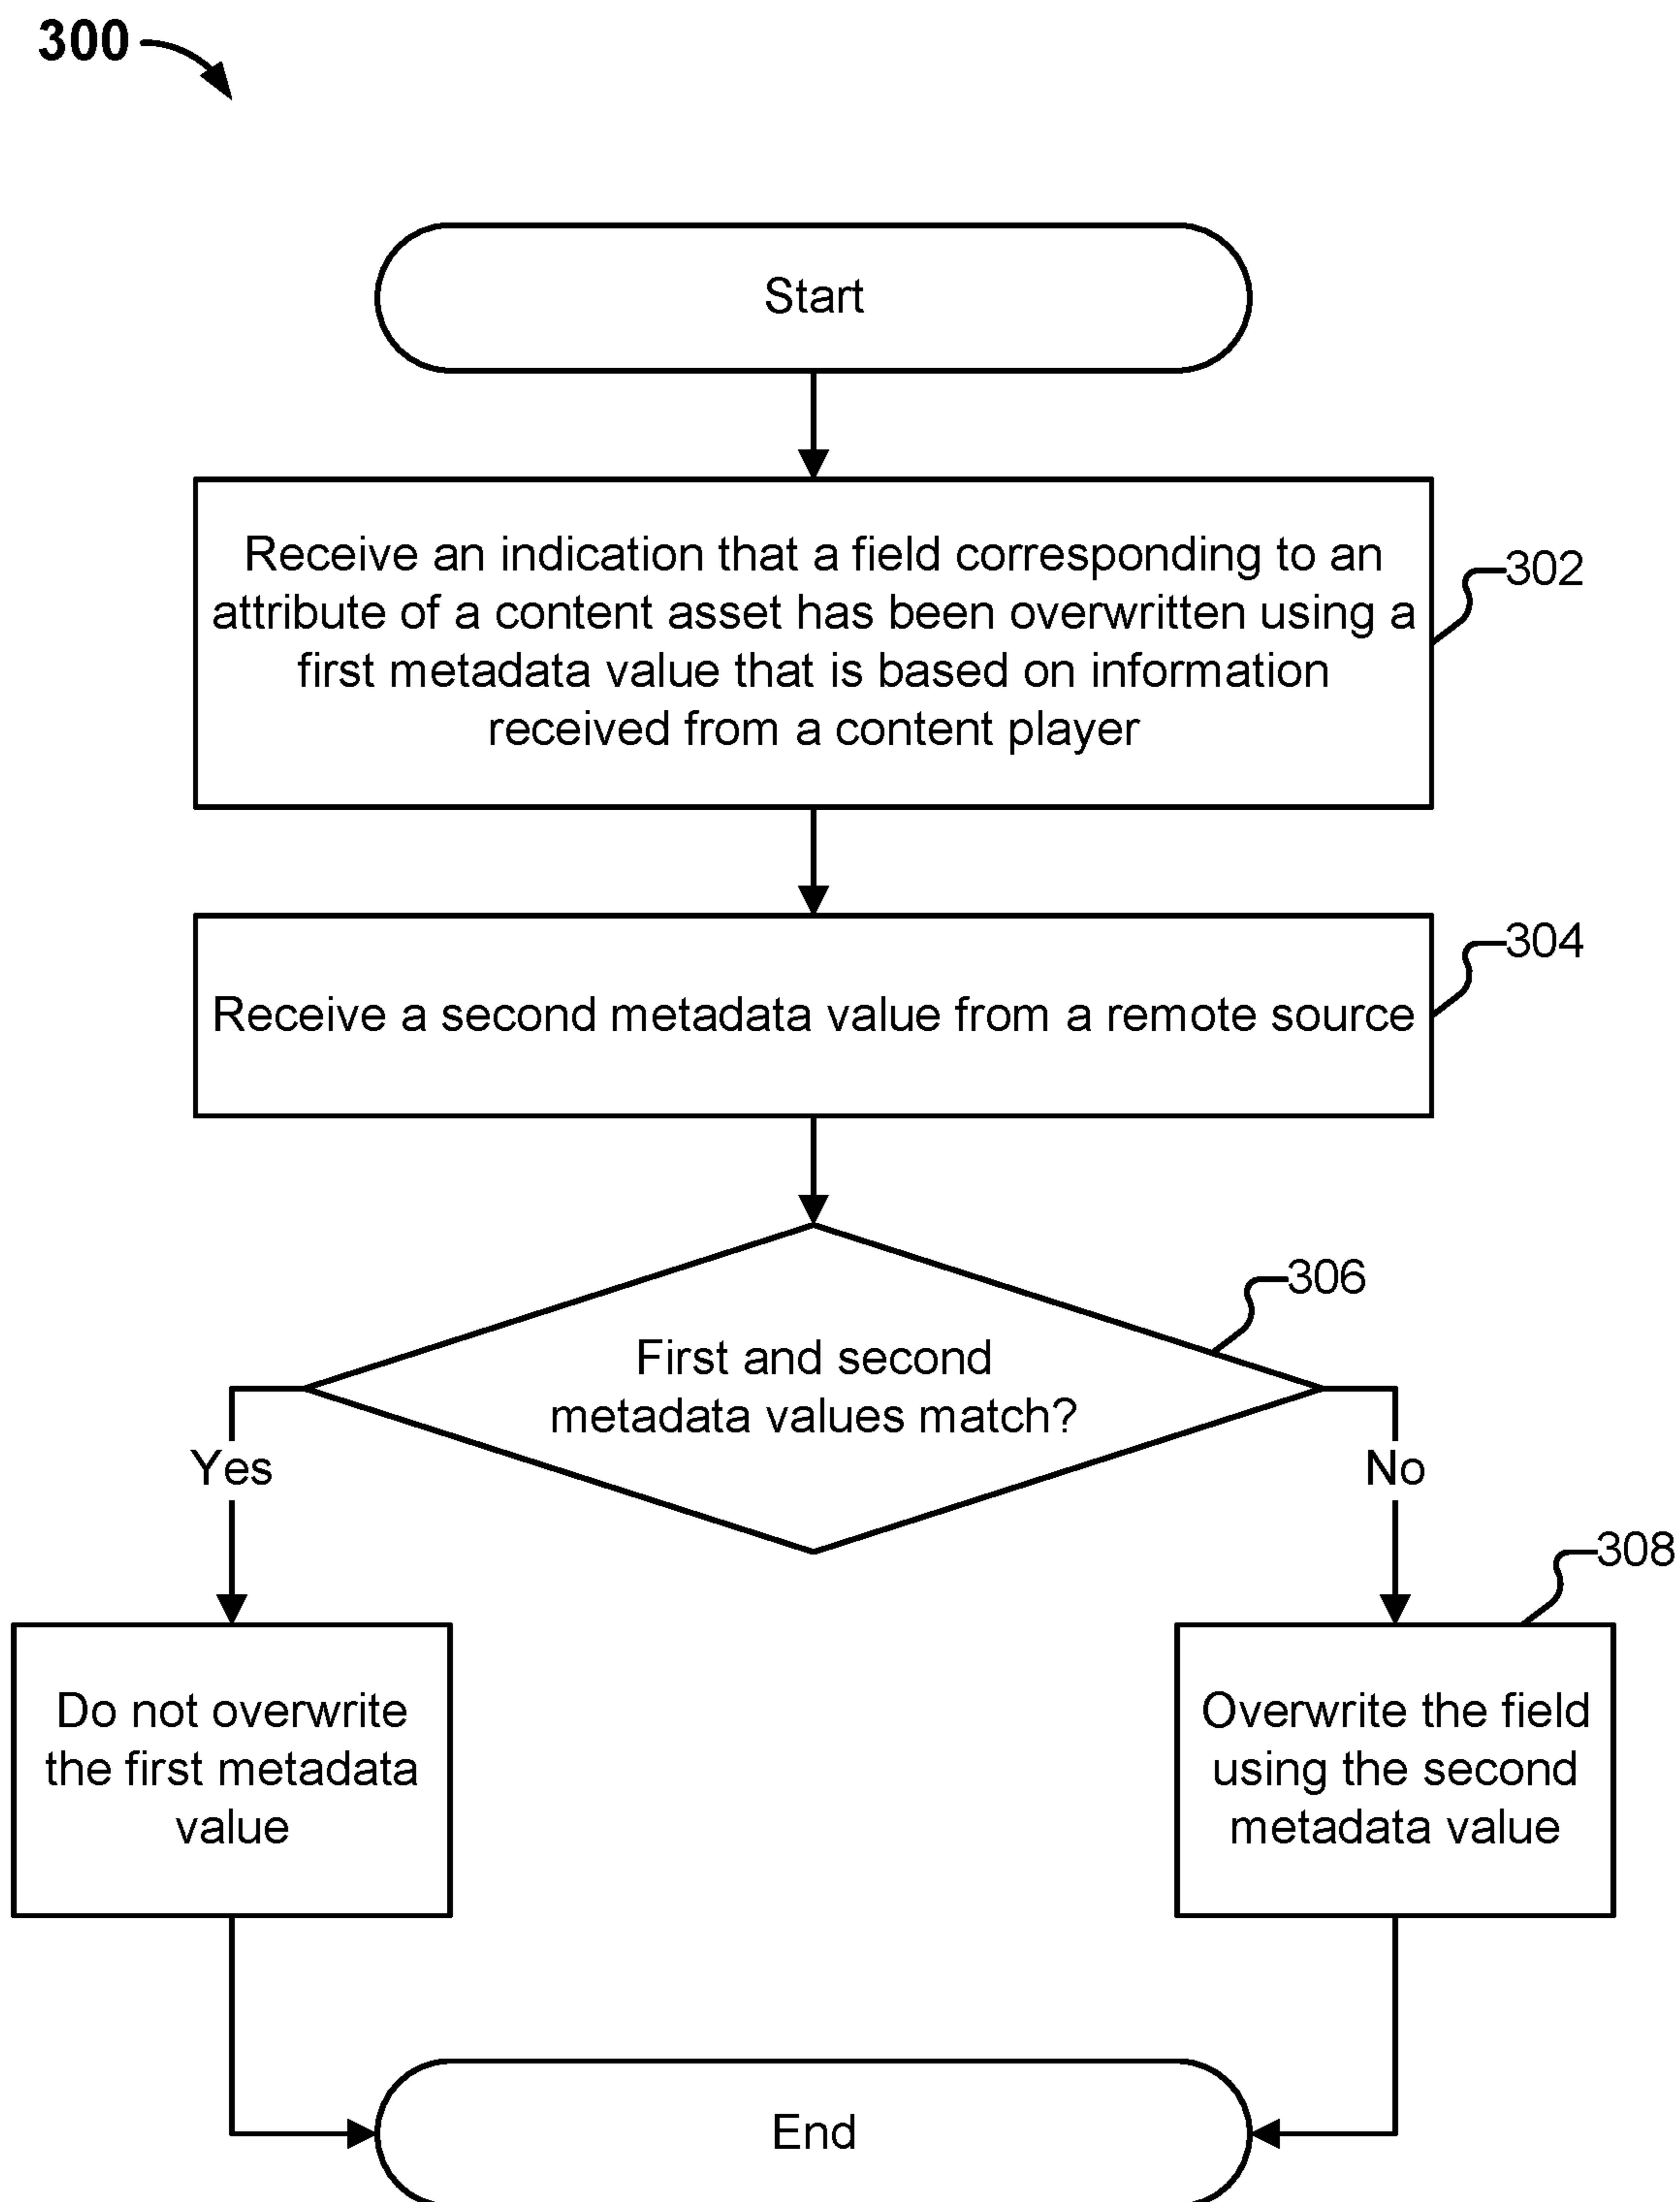 300
Start
Receive an indication that a field corresponding to an
attribute of a content asset has been overwritten using a
first metadata value that is based on information
received from a content player
302
Receive a second metadata value from a remote source
304
First and second
metadata values match?
306
Yes
No
308
Do not overwrite
the first metadata
value
Overwrite the field
using the second
metadata value
End